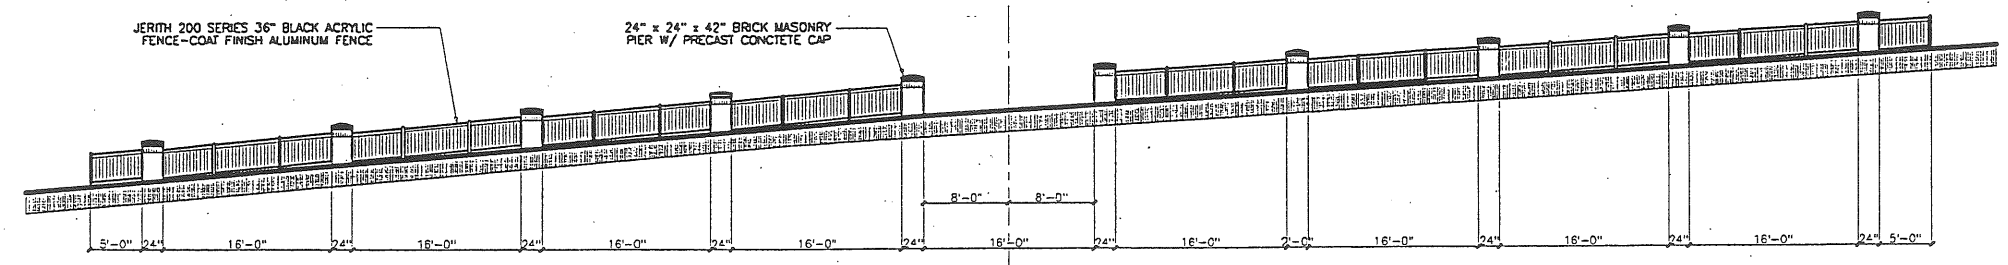 JERITH 200 SERIES 36" BLACK ACRYLIC
FENCE-COAT FINISH ALUMINUM FENCE
24" x 24" x 42" BRICK MASONRY
PIER W/ PRECAST CONCTETE CAP
8'-0" 8'-0"
5'-0" 24" 16'-0" 24" 16'-0" 24" 16'-0" 24" 16'-0" 24" 16'-0" 24" 16'-0" 2'-0" 16'-0" 24" 16'-0" 24" 16'-0" 24" 5'-0"